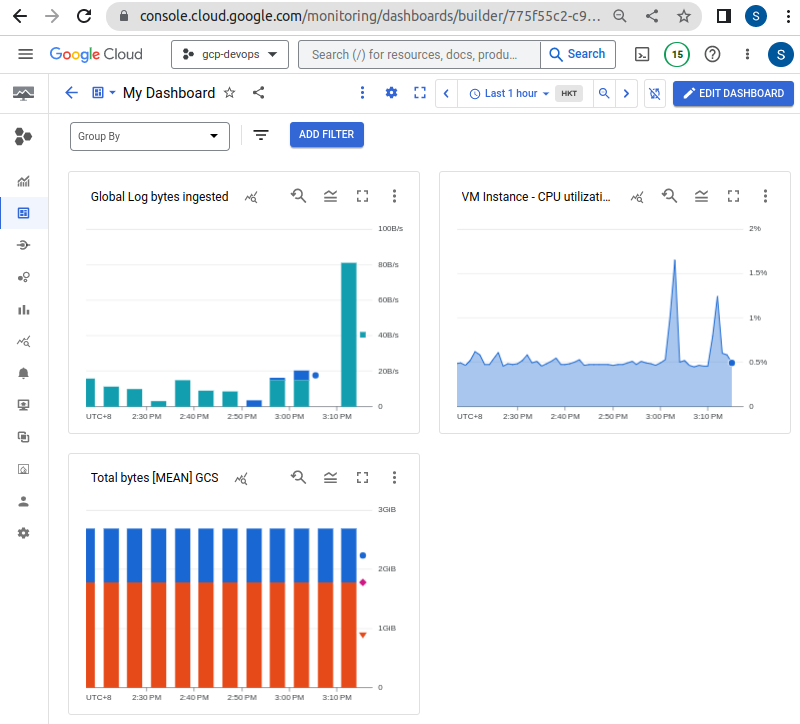 console.cloud.google.com/monitoring/dashboards/builder/775f55c2-c9...
S
Google Cloud
gcp-devops
Search (/) for resources, docs, produ...
Search
15
S
My Dashboard
Last 1 hour
HKT
EDIT DASHBOARD
Group By
ADD FILTER
Global Log bytes ingested
100B/s
80B/s
60B/s
40B/s
20B/s
0
UTC+8 2:30 PM 2:40 PM 2:50 PM 3:00 PM 3:10 PM
VM Instance - CPU utilizati...
2%
1.5%
1%
0.5%
0
UTC+8 2:30 PM 2:40 PM 2:50 PM 3:00 PM 3:10 PM
Total bytes [MEAN] GCS
3GiB
2GiB
1GiB
0
UTC+8 2:30 PM 2:40 PM 2:50 PM 3:00 PM 3:10 PM